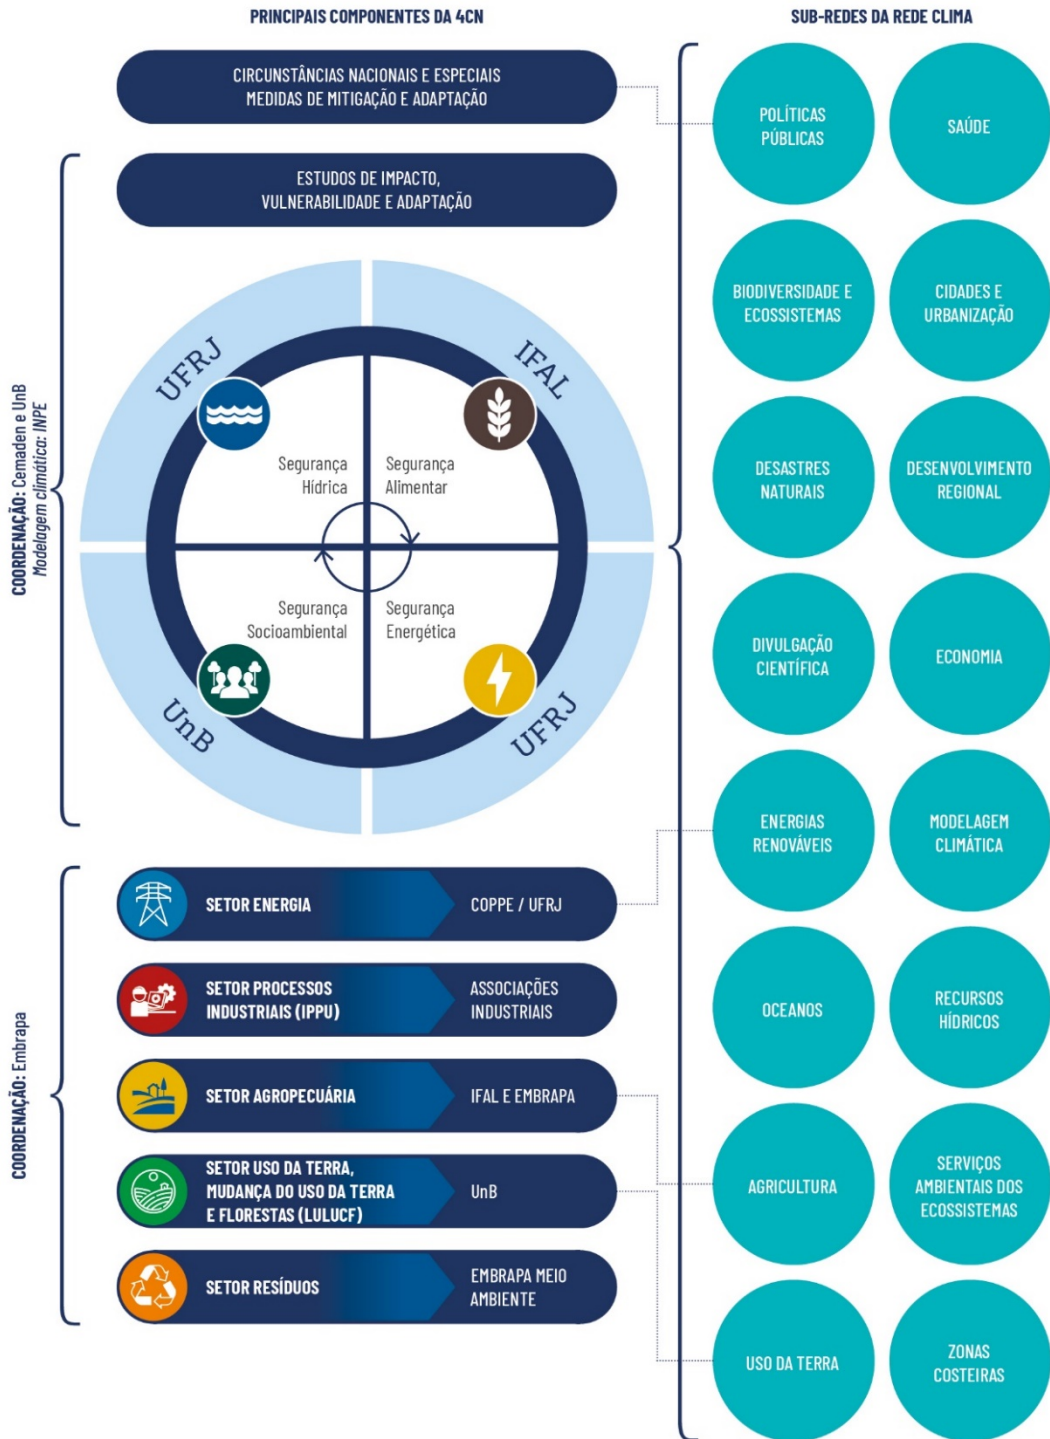 PRINCIPAIS COMPONENTES DA 4CN
CIRCUNSTÂNCIAS NACIONAIS E ESPECIAIS
MEDIDAS DE MITIGAÇÃO E ADAPTAÇÃO
COORDENAÇÃO: Cemaden e UnB
Modelagem climática: INPE
ESTUDOS DE IMPACTO,
VULNERABILIDADE E ADAPTAÇÃO
UFRJ
IFAL
Segurança
Hídrica
Segurança
Alimentar
Segurança
Socioambiental
Segurança
Energética
UnB
UFRJ
COORDENAÇÃO: Embrapa
SETOR ENERGIA
COPPE / UFRJ
SETOR PROCESSOS
INDUSTRIAIS (IPPU)
ASSOCIAÇÕES
INDUSTRIAIS
SETOR AGROPECUÁRIA
IFAL E EMBRAPA
SETOR USO DA TERRA,
MUDANÇA DO USO DA TERRA
E FLORESTAS (LULUCF)
UnB
SETOR RESÍDUOS
EMBRAPA MEIO
AMBIENTE
SUB-REDES DA REDE CLIMA
POLÍTICAS
PÚBLICAS
SAÚDE
BIODIVERSIDADE E
ECOSSISTEMAS
CIDADES E
URBANIZAÇÃO
DESASTRES
NATURAIS
DESENVOLVIMENTO
REGIONAL
DIVULGAÇÃO
CIENTÍFICA
ECONOMIA
ENERGIAS
RENOVÁVEIS
MODELAGEM
CLIMÁTICA
OCEANOS
RECURSOS
HÍDRICOS
AGRICULTURA
SERVIÇOS
AMBIENTAIS DOS
ECOSSISTEMAS
USO DA TERRA
ZONAS
COSTEIRAS